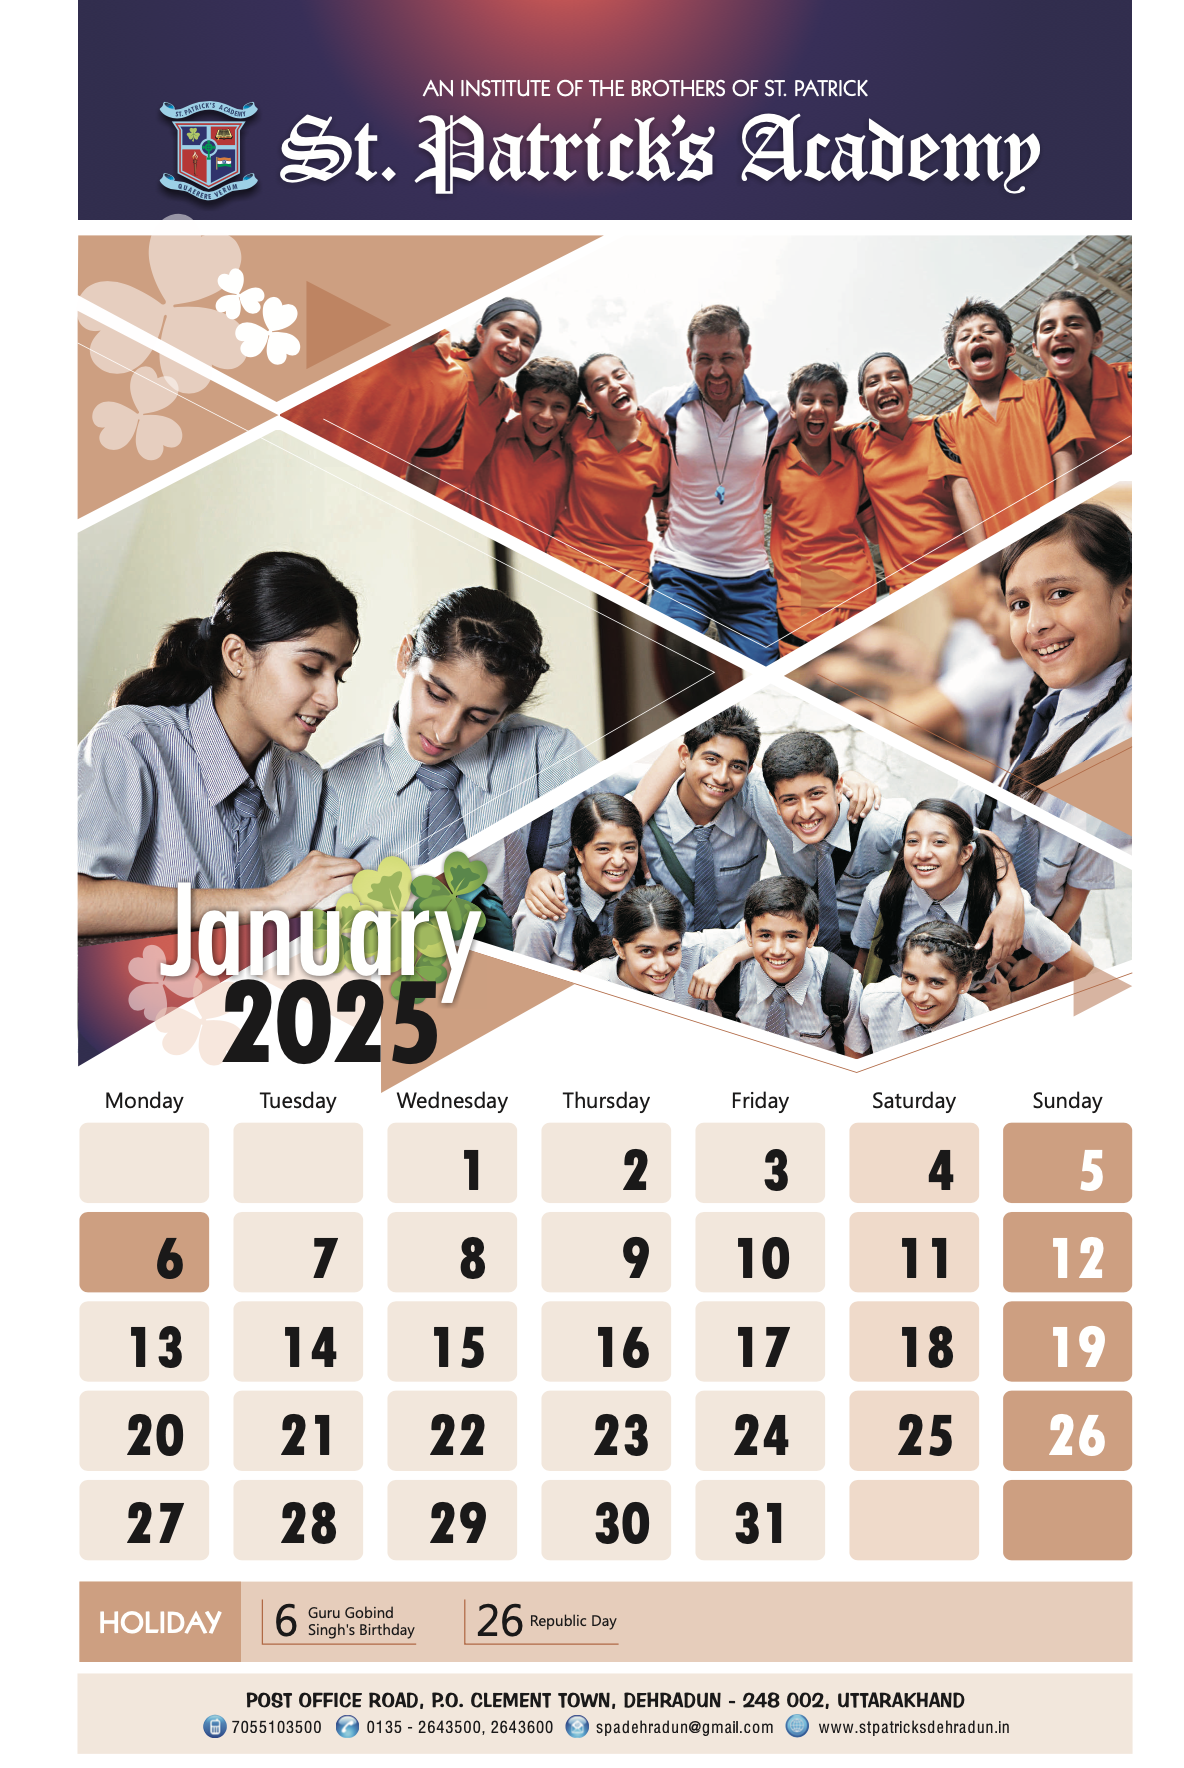 AN INSTITUTE OF THE BROTHERS OF ST. PATRICK
ST. PATRICK'S ACADEMY
QUAERERE VERUM
St. Patrick's Academy
January
2025
Monday Tuesday Wednesday Thursday Friday Saturday Sunday
1 2 3 4 5
6 7 8 9 10 11 12
13 14 15 16 17 18 19
20 21 22 23 24 25 26
27 28 29 30 31
HOLIDAY
6 Guru Gobind
Singh's Birthday
26 Republic Day
POST OFFICE ROAD, P.O. CLEMENT TOWN, DEHRADUN - 248 002, UTTARAKHAND
7055103500 0135 - 2643500, 2643600 spadehradun@gmail.com www.stpatricksdehradun.in